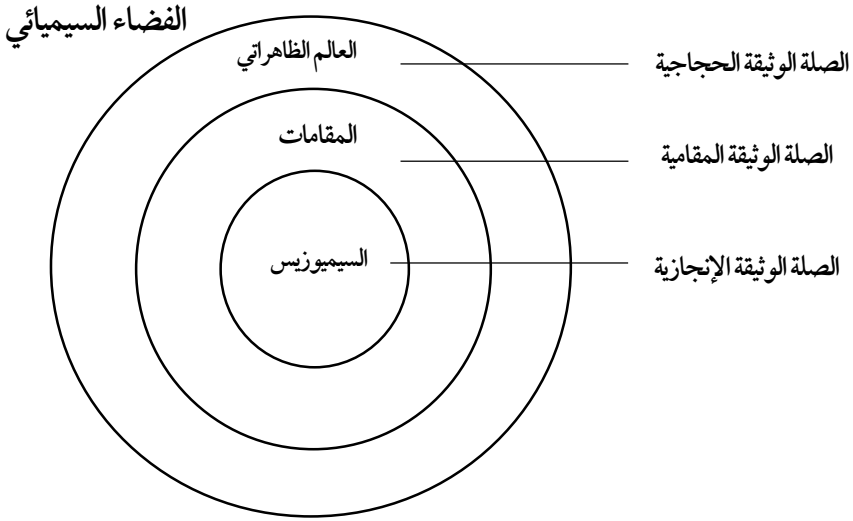 الفضاء السيميائي
العالم الظاهراتي
الصلة الوثيقة الحجاجية
المقامات
الصلة الوثيقة المقامية
السيميوزيس
الصلة الوثيقة الإنجازية